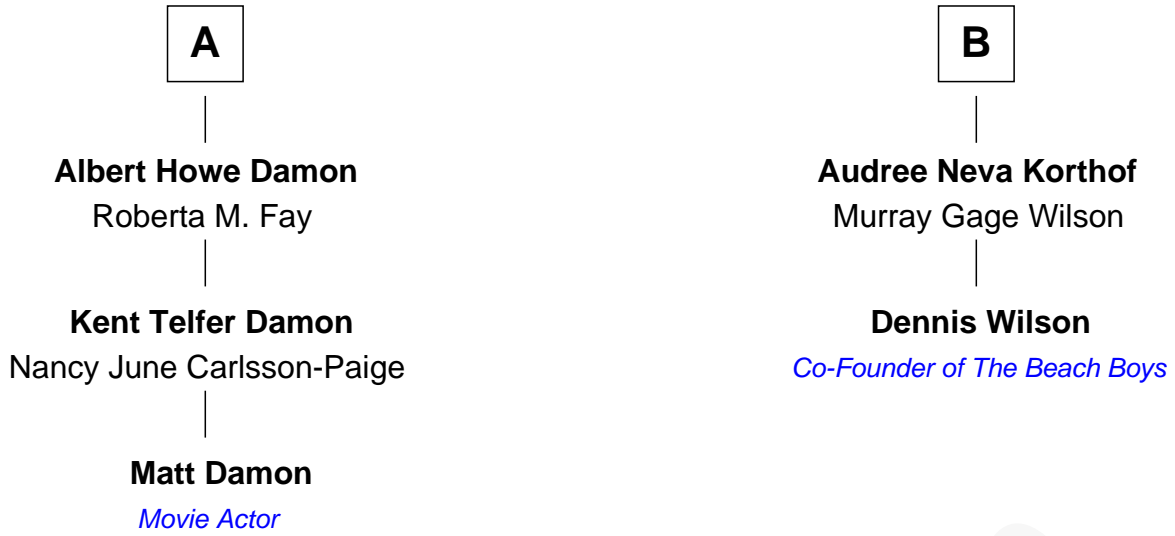 A
Albert Howe Damon
Roberta M. Fay
Kent Telfer Damon
Nancy June Carlsson-Paige
Matt Damon
Movie Actor
B
Audree Neva Korthof
Murray Gage Wilson
Dennis Wilson
Co-Founder of The Beach Boys